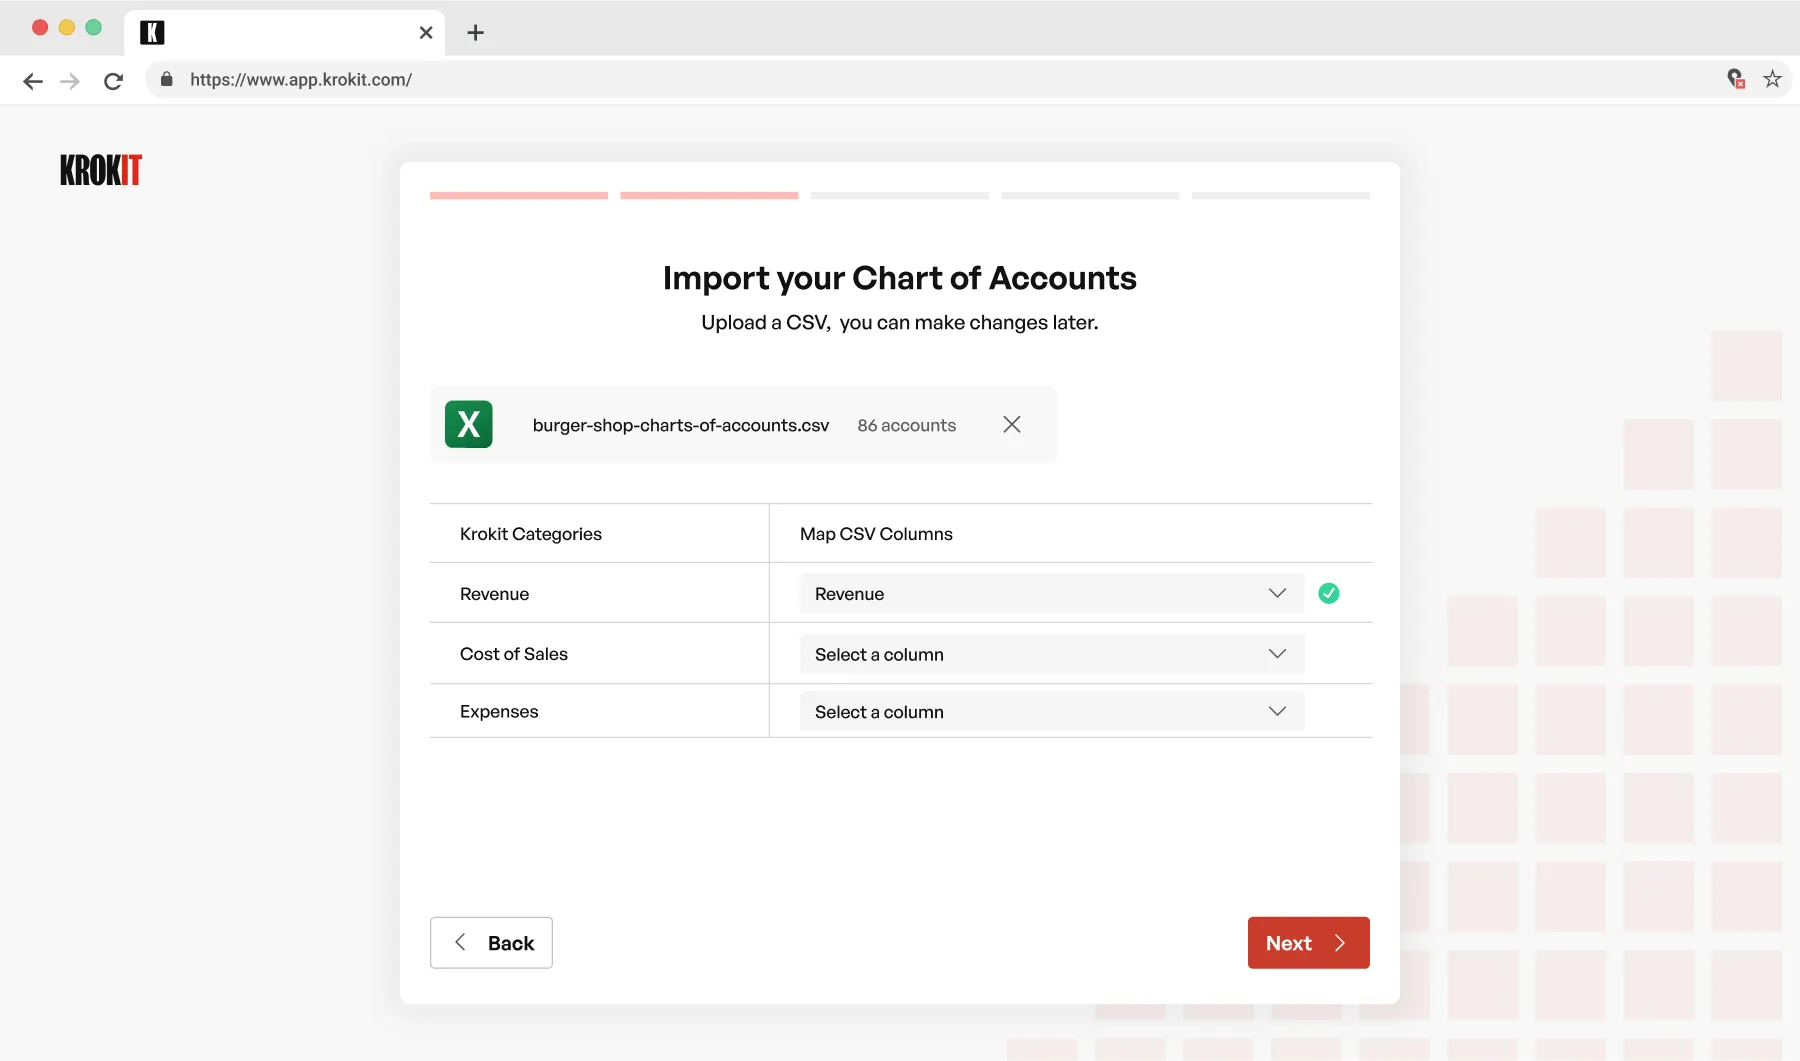 K
https://www.app.krokit.com/
KROKIT
Import your Chart of Accounts
Upload a CSV, you can make changes later.
X burger-shop-charts-of-accounts.csv 86 accounts
Krokit Categories Map CSV Columns
Revenue Revenue
Cost of Sales Select a column
Expenses Select a column
Back Next